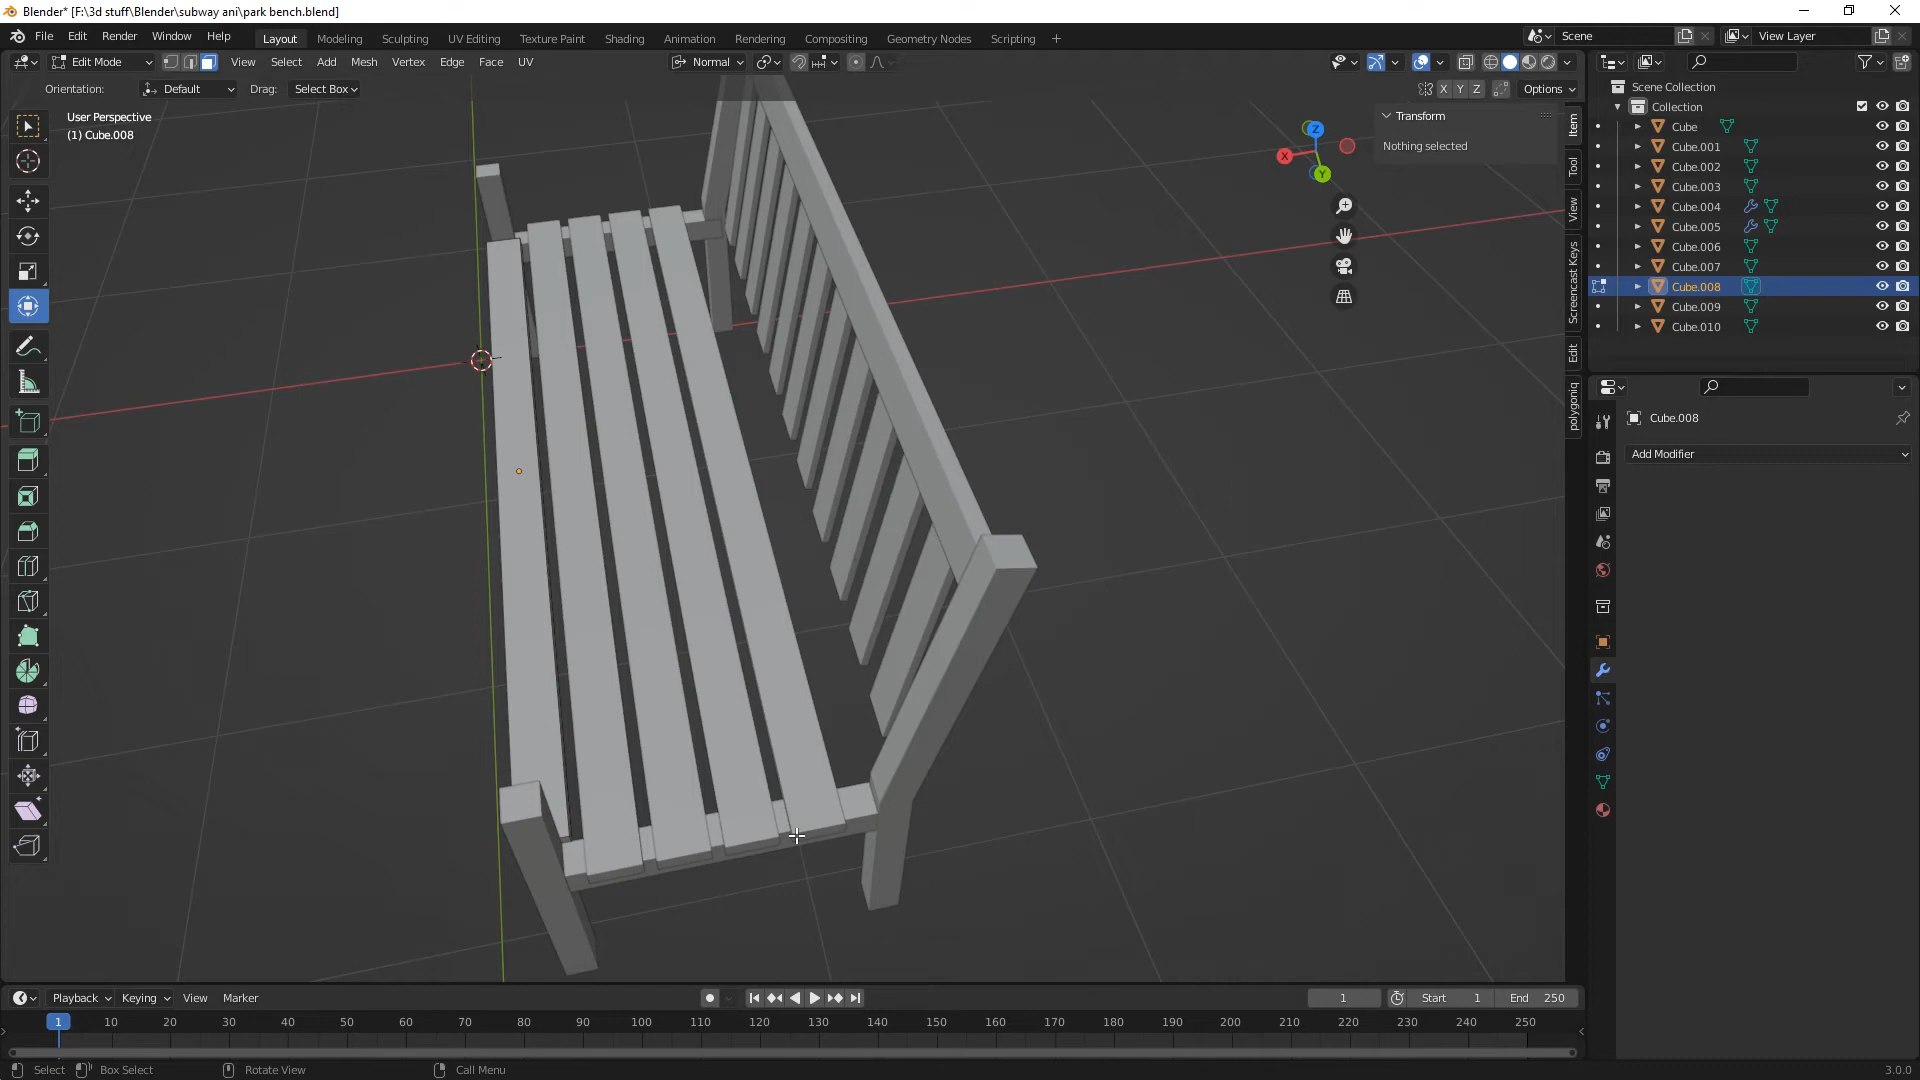 Blender* [F:\3d stuff\Blender\subway ani\park bench.blend]
File Edit Render Window Help
Layout Modeling Sculpting UV Editing Texture Paint Shading Animation Rendering Compositing Geometry Nodes Scripting +
Scene
View Layer
Edit Mode View Select Add Mesh Vertex Edge Face UV
Normal
Orientation: Default Drag: Select Box
X Y Z Options
User Perspective
(1) Cube.008
Transform
Nothing selected
Z
X
Y
Item
Tool
View
Screencast Keys
Edit
polygoniq
Scene Collection
Collection
Cube
Cube.001
Cube.002
Cube.003
Cube.004
Cube.005
Cube.006
Cube.007
Cube.008
Cube.009
Cube.010
Cube.008
Add Modifier
Playback Keying View Marker
1 Start 1 End 250
1 10 20 30 40 50 60 70 80 90 100 110 120 130 140 150 160 170 180 190 200 210 220 230 240 250
Select Box Select Rotate View Call Menu
3.0.0